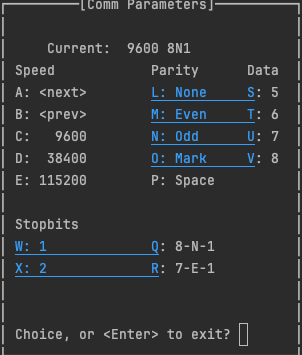 [Comm Parameters]
Current: 9600 8N1
Speed Parity Data
A: <next> L: None S: 5
B: <prev> M: Even T: 6
C: 9600 N: Odd U: 7
D: 38400 O: Mark V: 8
E: 115200 P: Space
Stopbits
W: 1 Q: 8-N-1
X: 2 R: 7-E-1
Choice, or <Enter> to exit?